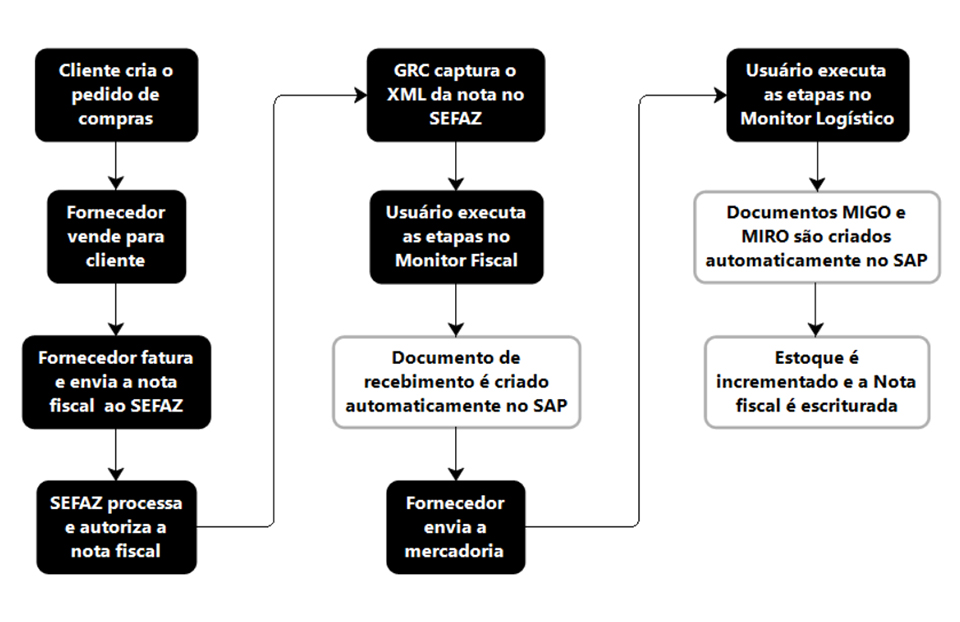 Cliente cria o
pedido de
compras
Fornecedor
vende para
cliente
Fornecedor fatura
e envia a nota
fiscal ao SEFAZ
SEFAZ processa
e autoriza a
nota fiscal
GRC captura o
XML da nota no
SEFAZ
Usuário executa
as etapas no
Monitor Fiscal
Documento de
recebimento é criado
automaticamente no SAP
Fornecedor
envia a
mercadoria
Usuário executa
as etapas no
Monitor Logístico
Documentos MIGO e
MIRO são criados
automaticamente no SAP
Estoque é
incrementado e a Nota
fiscal é escriturada